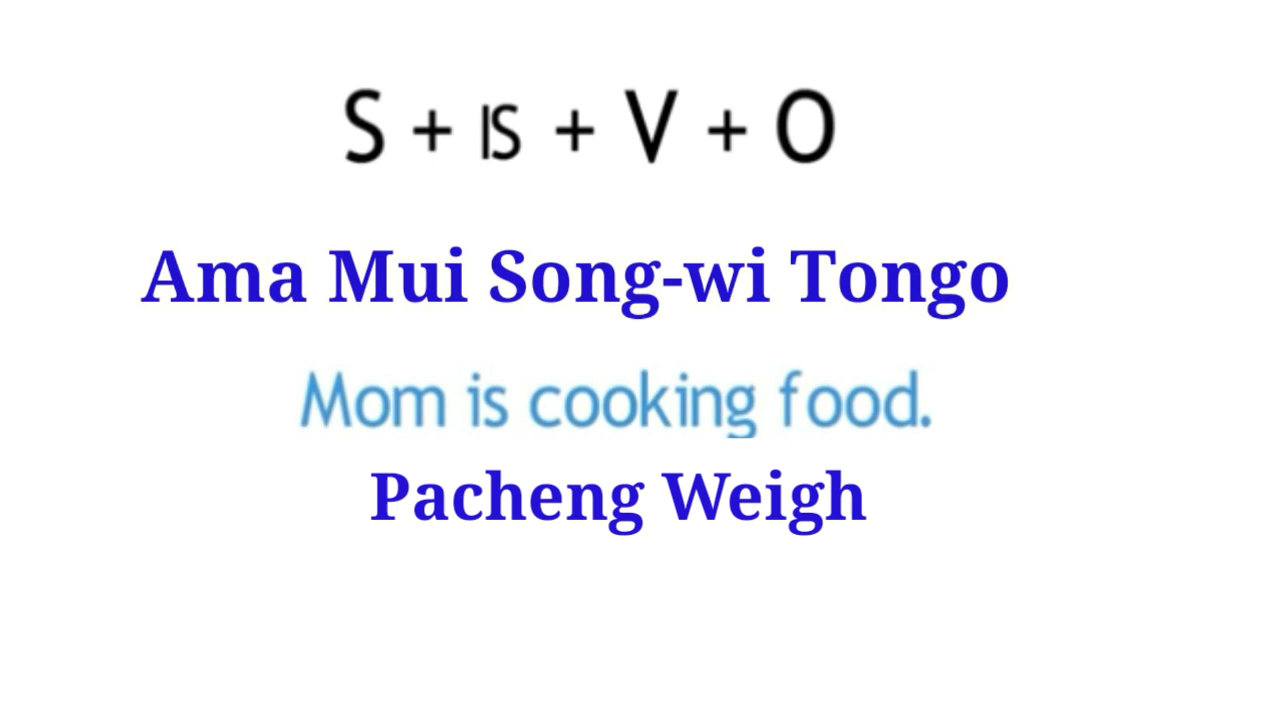 S + is + V + O
Ama Mui Song-wi Tongo
Mom is cooking food.
Pacheng Weigh